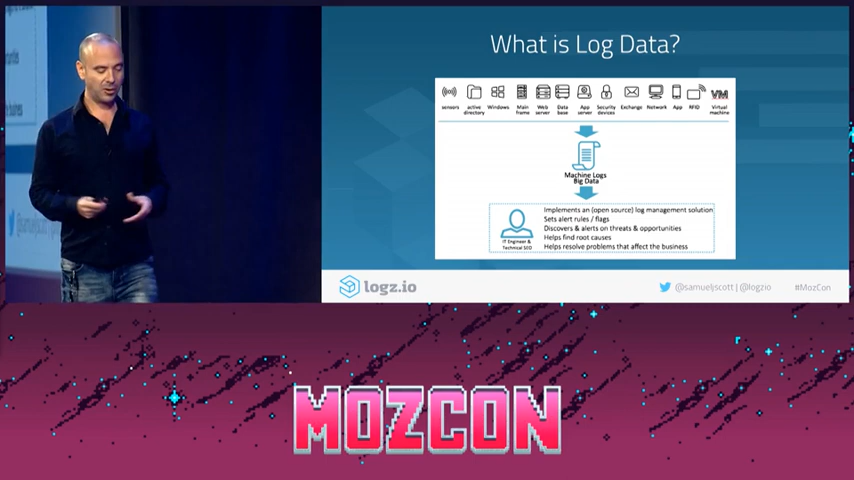 What is Log Data?
sensors
active
directory
Windows
Main
frame
Web
server
Data
base
App
server
Security
devices
Exchange
Network
App
RFID
VM
Virtual
machine
Machine Logs
Big Data
IT Engineer &
Technical SEO
Implements an (open source) log management solution
Sets alert rules / flags
Discovers & alerts on threats & opportunities
Helps find root causes
Helps resolve problems that affect the business
logz.io
@samueljscott | @logzio
#MozCon
@samueljscott
MOZCON